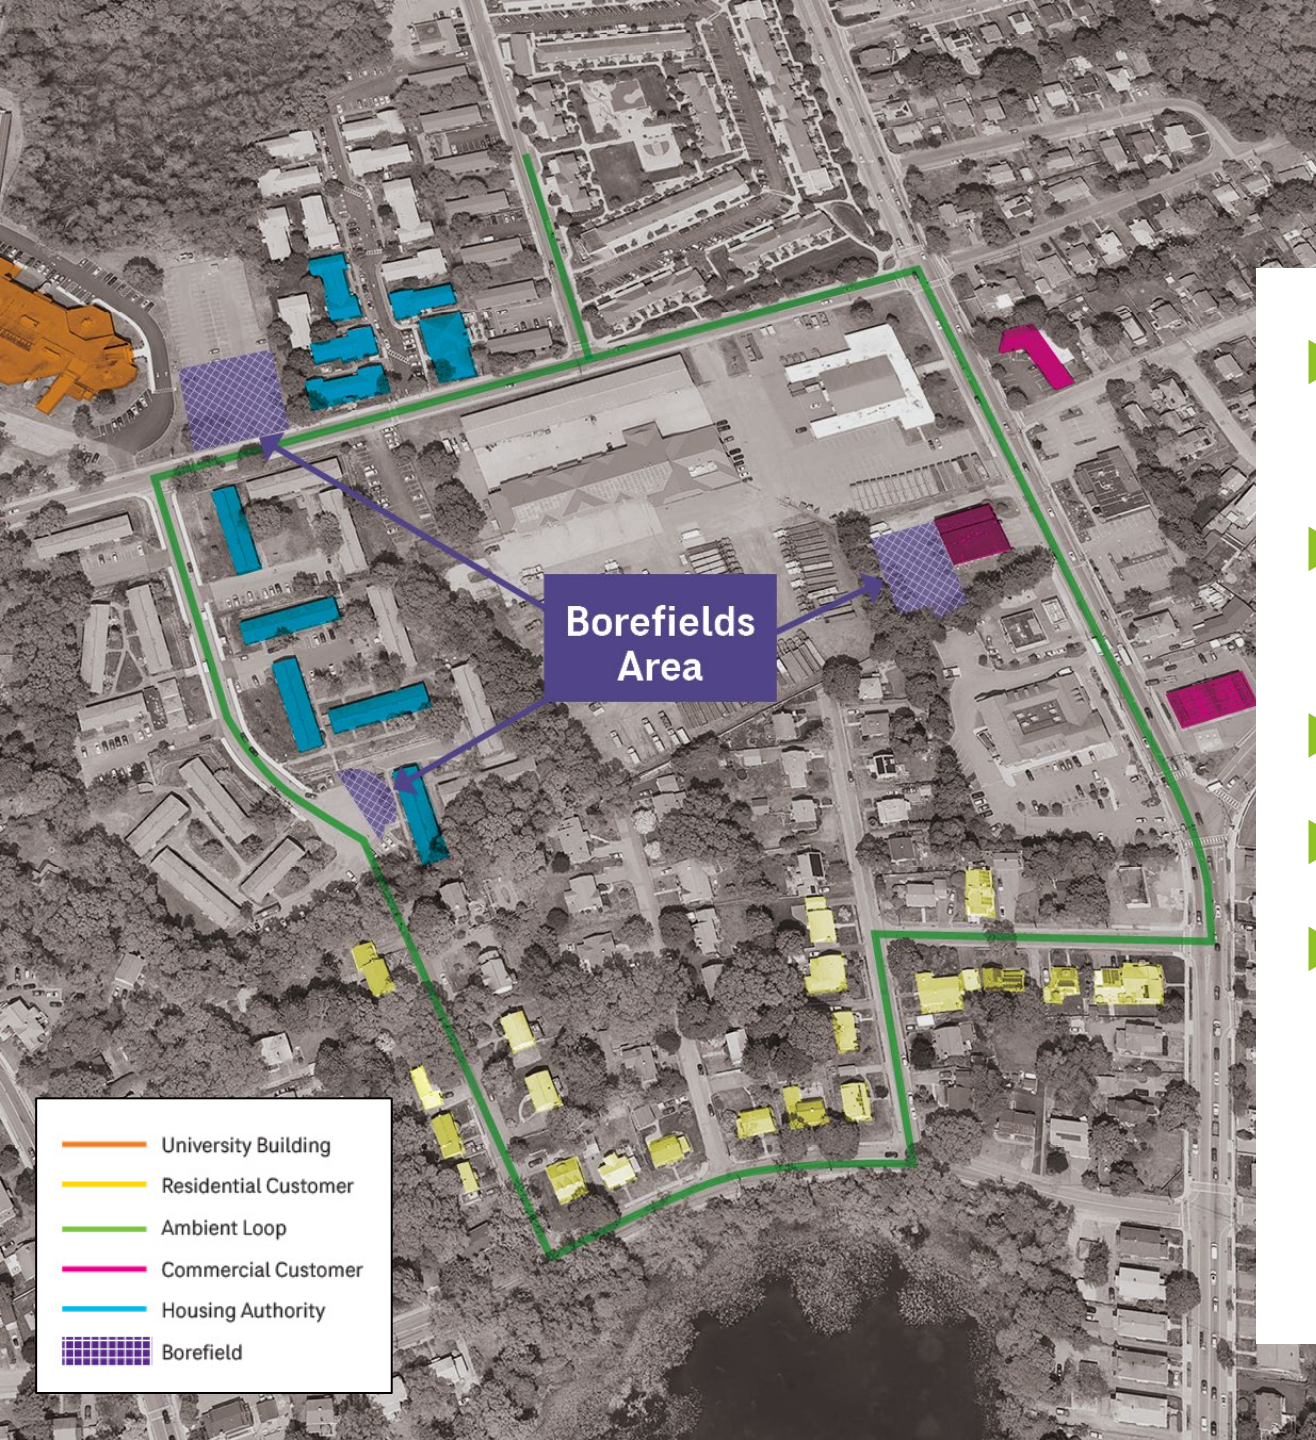 Borefields
Area
University Building
Residential Customer
Ambient Loop
Commercial Customer
Housing Authority
Borefield